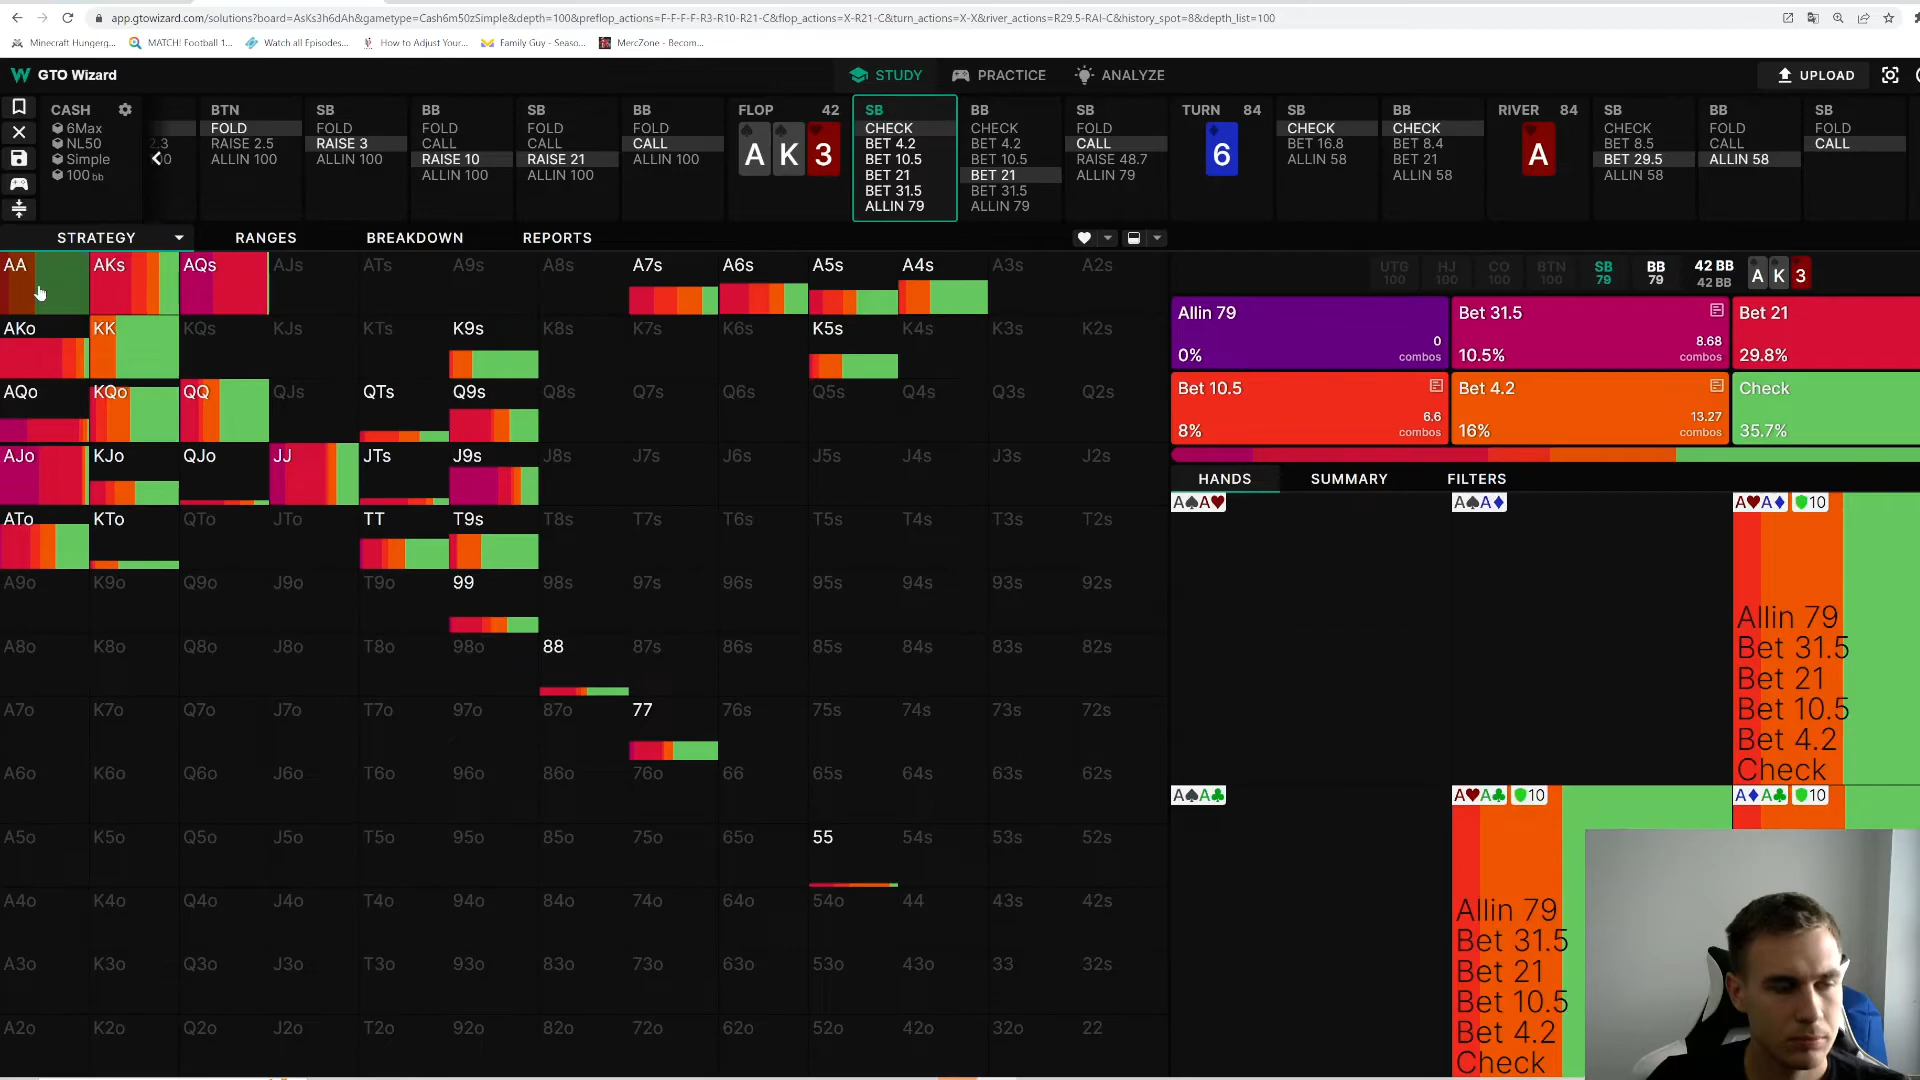 app.gtowizard.com/solutions?board=AsKs3h6dAh&gametype=Cash6m50zSimple&depth=100&preflop_actions=F-F-F-F-R3-R10-R21-C&flop_actions=X-R21-C&turn_actions=X-X&river_actions=R29.5-RAI-C&history_spot=8&depth_list=100
Minecraft Hungerg... MATCH! Football 1... Watch all Episodes... How to Adjust Your... Family Guy - Seaso... MercZone - Becom...
W GTO Wizard STUDY PRACTICE ANALYZE UPLOAD
CASH BTN SB BB SB BB FLOP 42 SB BB SB TURN 84 SB BB RIVER 84 SB BB SB
6Max FOLD FOLD FOLD FOLD FOLD CHECK CHECK FOLD CHECK CHECK CHECK FOLD FOLD
NL50 2.3 RAISE 2.5 RAISE 3 CALL CALL CALL BET 4.2 BET 4.2 CALL BET 16.8 BET 8.4 BET 8.5 CALL CALL
Simple ALLIN 100 ALLIN 100 RAISE 10 RAISE 21 ALLIN 100 A K 3 BET 10.5 BET 10.5 RAISE 48.7 6 ALLIN 58 BET 21 A BET 29.5 ALLIN 58
100bb ALLIN 100 ALLIN 100 BET 21 BET 21 ALLIN 79 ALLIN 58 ALLIN 58
BET 31.5 BET 31.5
ALLIN 79 ALLIN 79
STRATEGY RANGES BREAKDOWN REPORTS
AA AKs AQs AJs ATs A9s A8s A7s A6s A5s A4s A3s A2s
AKo KK KQs KJs KTs K9s K8s K7s K6s K5s K4s K3s K2s
AQo KQo QQ QJs QTs Q9s Q8s Q7s Q6s Q5s Q4s Q3s Q2s
AJo KJo QJo JJ JTs J9s J8s J7s J6s J5s J4s J3s J2s
ATo KTo QTo JTo TT T9s T8s T7s T6s T5s T4s T3s T2s
A9o K9o Q9o J9o T9o 99 98s 97s 96s 95s 94s 93s 92s
A8o K8o Q8o J8o T8o 98o 88 87s 86s 85s 84s 83s 82s
A7o K7o Q7o J7o T7o 97o 87o 77 76s 75s 74s 73s 72s
A6o K6o Q6o J6o T6o 96o 86o 76o 66 65s 64s 63s 62s
A5o K5o Q5o J5o T5o 95o 85o 75o 65o 55 54s 53s 52s
A4o K4o Q4o J4o T4o 94o 84o 74o 64o 54o 44 43s 42s
A3o K3o Q3o J3o T3o 93o 83o 73o 63o 53o 43o 33 32s
A2o K2o Q2o J2o T2o 92o 82o 72o 62o 52o 42o 32o 22
UTG HJ CO BTN SB BB 42 BB A K 3
100 100 100 100 79 79 42 BB
Allin 79 Bet 31.5 Bet 21
0 8.68
0% combos 10.5% combos 29.8%
Bet 10.5 Bet 4.2 Check
6.6 13.27
8% combos 16% combos 35.7%
HANDS SUMMARY FILTERS
A♠A♥ A♠A♦ A♥A♦ 10
Allin 79
Bet 31.5
Bet 21
Bet 10.5
Bet 4.2
Check
A♠A♣ A♥A♣ 10 A♦A♣ 10
Allin 79
Bet 31.5
Bet 21
Bet 10.5
Bet 4.2
Check